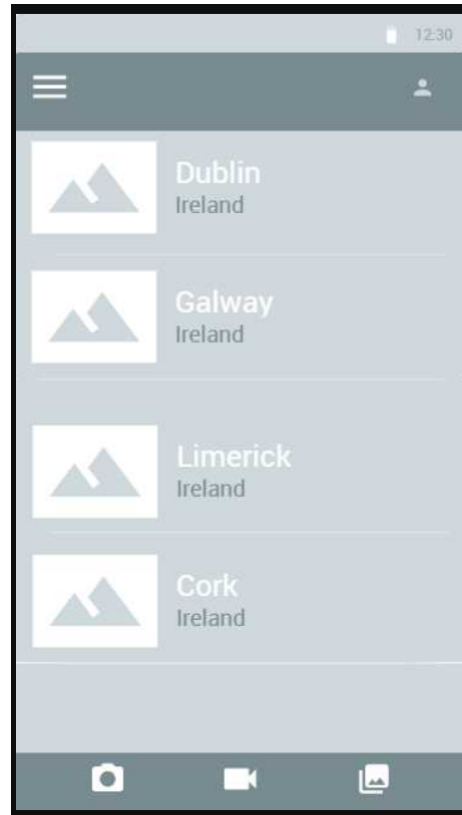 12:30
Dublin
Ireland
Galway
Ireland
Limerick
Ireland
Cork
Ireland